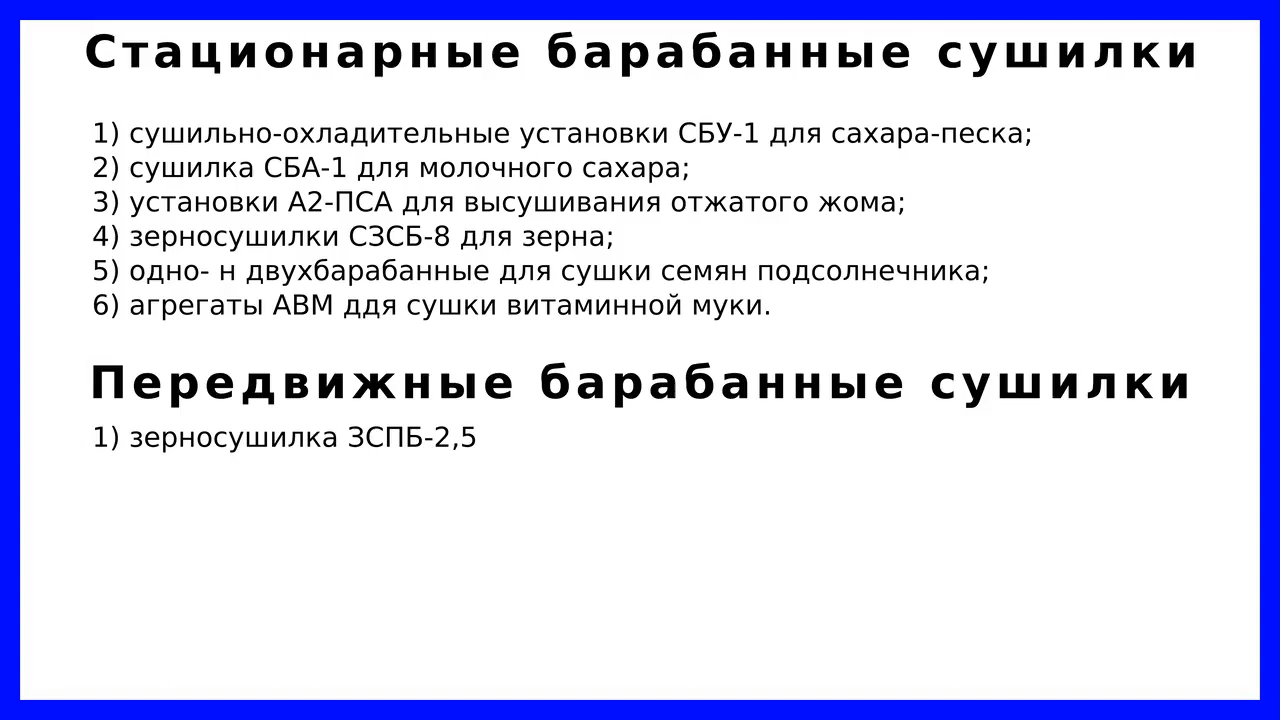 Стационарные барабанные сушилки
1) сушильно-охладительные установки СБУ-1 для сахара-песка;
2) сушилка СБА-1 для молочного сахара;
3) установки А2-ПСА для высушивания отжатого жома;
4) зерносушилки СЗСБ-8 для зерна;
5) одно- н двухбарабанные для сушки семян подсолнечника;
6) агрегаты АВМ ддя сушки витаминной муки.
Передвижные барабанные сушилки
1) зерносушилка ЗСПБ-2,5